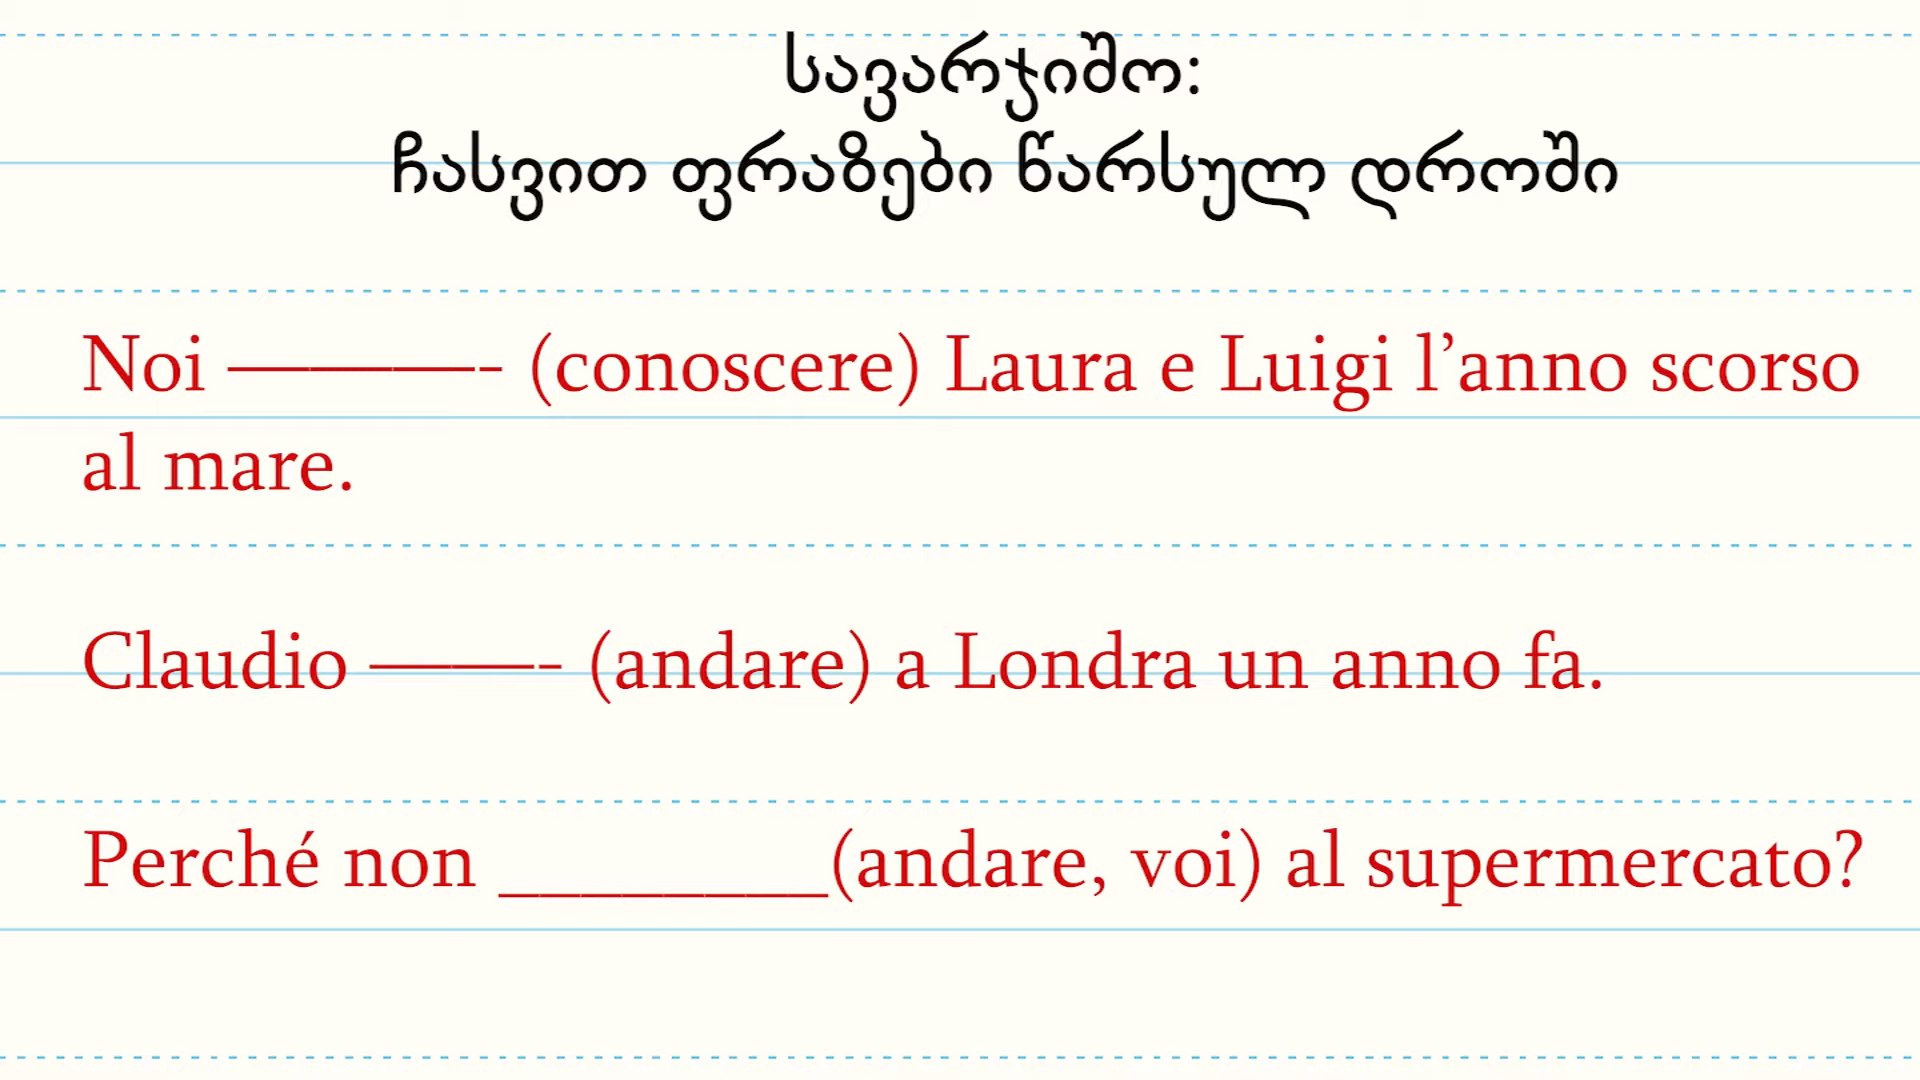 სავარჯიშო:
ჩასვით ფრაზები წარსულ დროში
Noi ————- (conoscere) Laura e Luigi l’anno scorso
al mare.
Claudio ——- (andare) a Londra un anno fa.
Perché non ________(andare, voi) al supermercato?